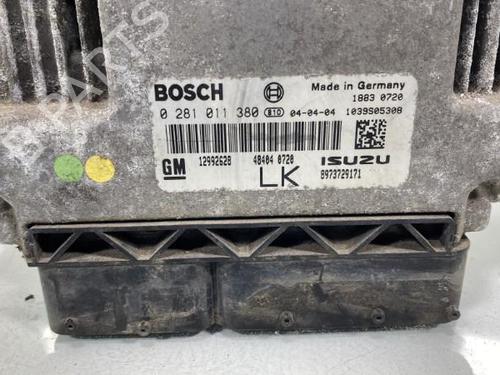 BOSCH Made in Germany
1883 0720
0 281 011 380 810 04-04-04 1039S05308
GM 12992628 48404 0720 ISUZU
LK 8973729171